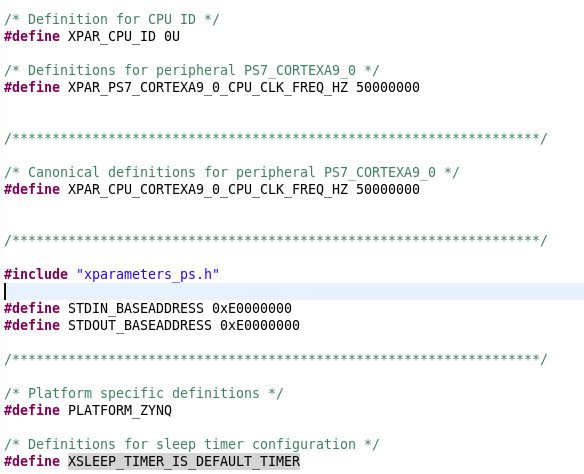 /* Definition for CPU ID */
#define XPAR_CPU_ID 0U
/* Definitions for peripheral PS7_CORTEXA9_0 */
#define XPAR_PS7_CORTEXA9_0_CPU_CLK_FREQ_HZ 50000000
/******************************************************************/
/* Canonical definitions for peripheral PS7_CORTEXA9_0 */
#define XPAR_CPU_CORTEXA9_0_CPU_CLK_FREQ_HZ 50000000
/******************************************************************/
#include "xparameters_ps.h"
#define STDIN_BASEADDRESS 0xE0000000
#define STDOUT_BASEADDRESS 0xE0000000
/******************************************************************/
/* Platform specific definitions */
#define PLATFORM_ZYNQ
/* Definitions for sleep timer configuration */
#define XSLEEP_TIMER_IS_DEFAULT_TIMER